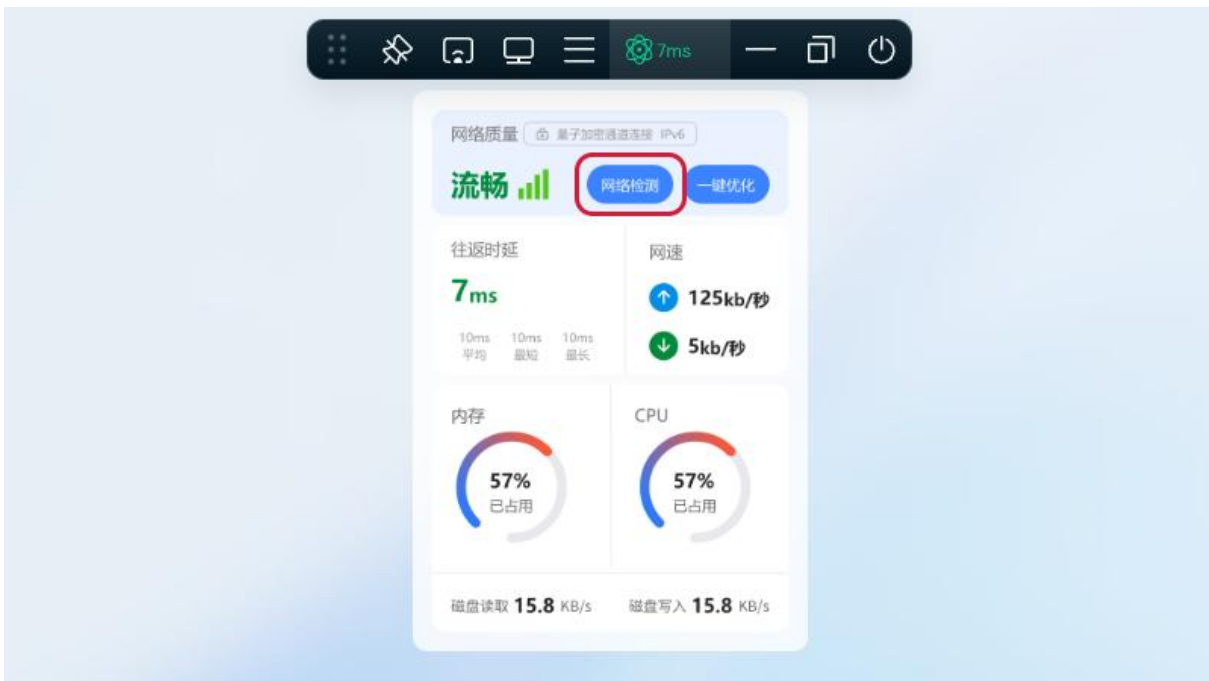 7ms
网络质量 量子加密通道连接 IPv6
流畅 网络检测 一键优化
往返时延 网速
7ms 125kb/秒
10ms 10ms 10ms
平均 最短 最长
5kb/秒
内存 CPU
57% 57%
已占用 已占用
磁盘读取 15.8 KB/s 磁盘写入 15.8 KB/s